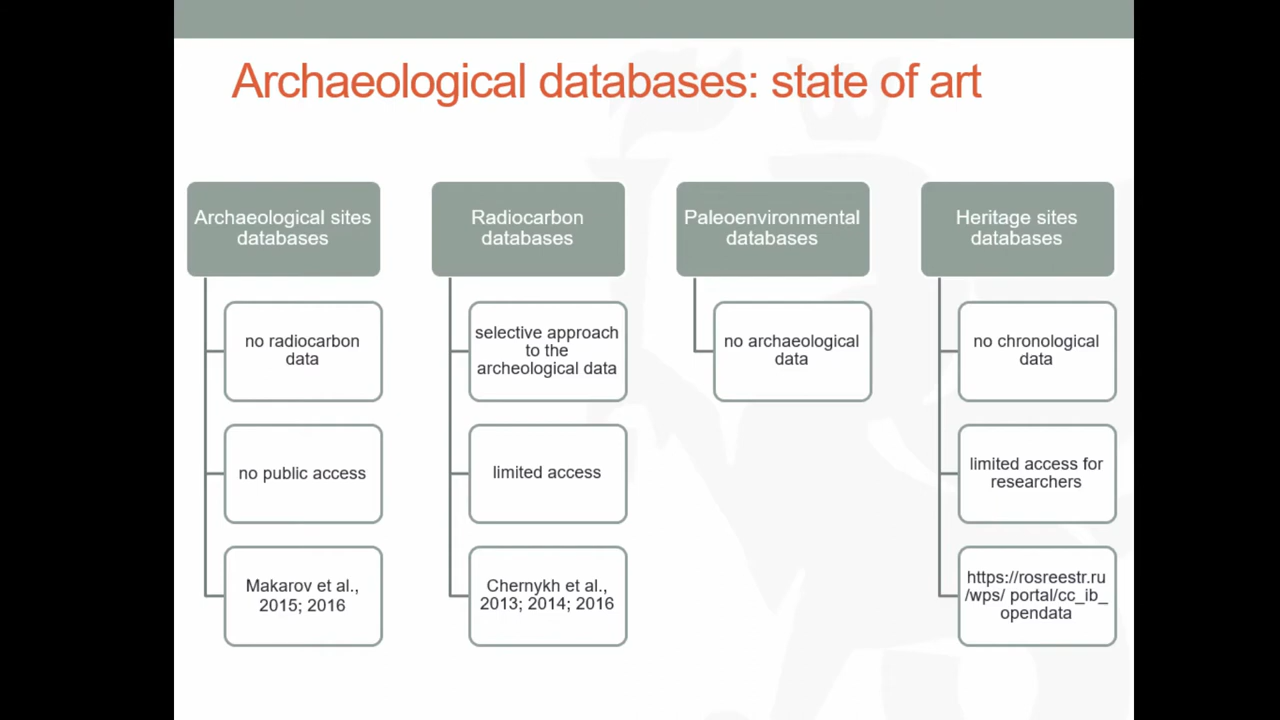 Archaeological databases: state of art
Archaeological sites
databases
no radiocarbon
data
no public access
Makarov et al.,
2015; 2016
Radiocarbon
databases
selective approach
to the
archeological data
limited access
Chernykh et al.,
2013; 2014; 2016
Paleoenvironmental
databases
no archaeological
data
Heritage sites
databases
no chronological
data
limited access for
researchers
https://rosreestr.ru
/wps/ portal/cc_ib_
opendata